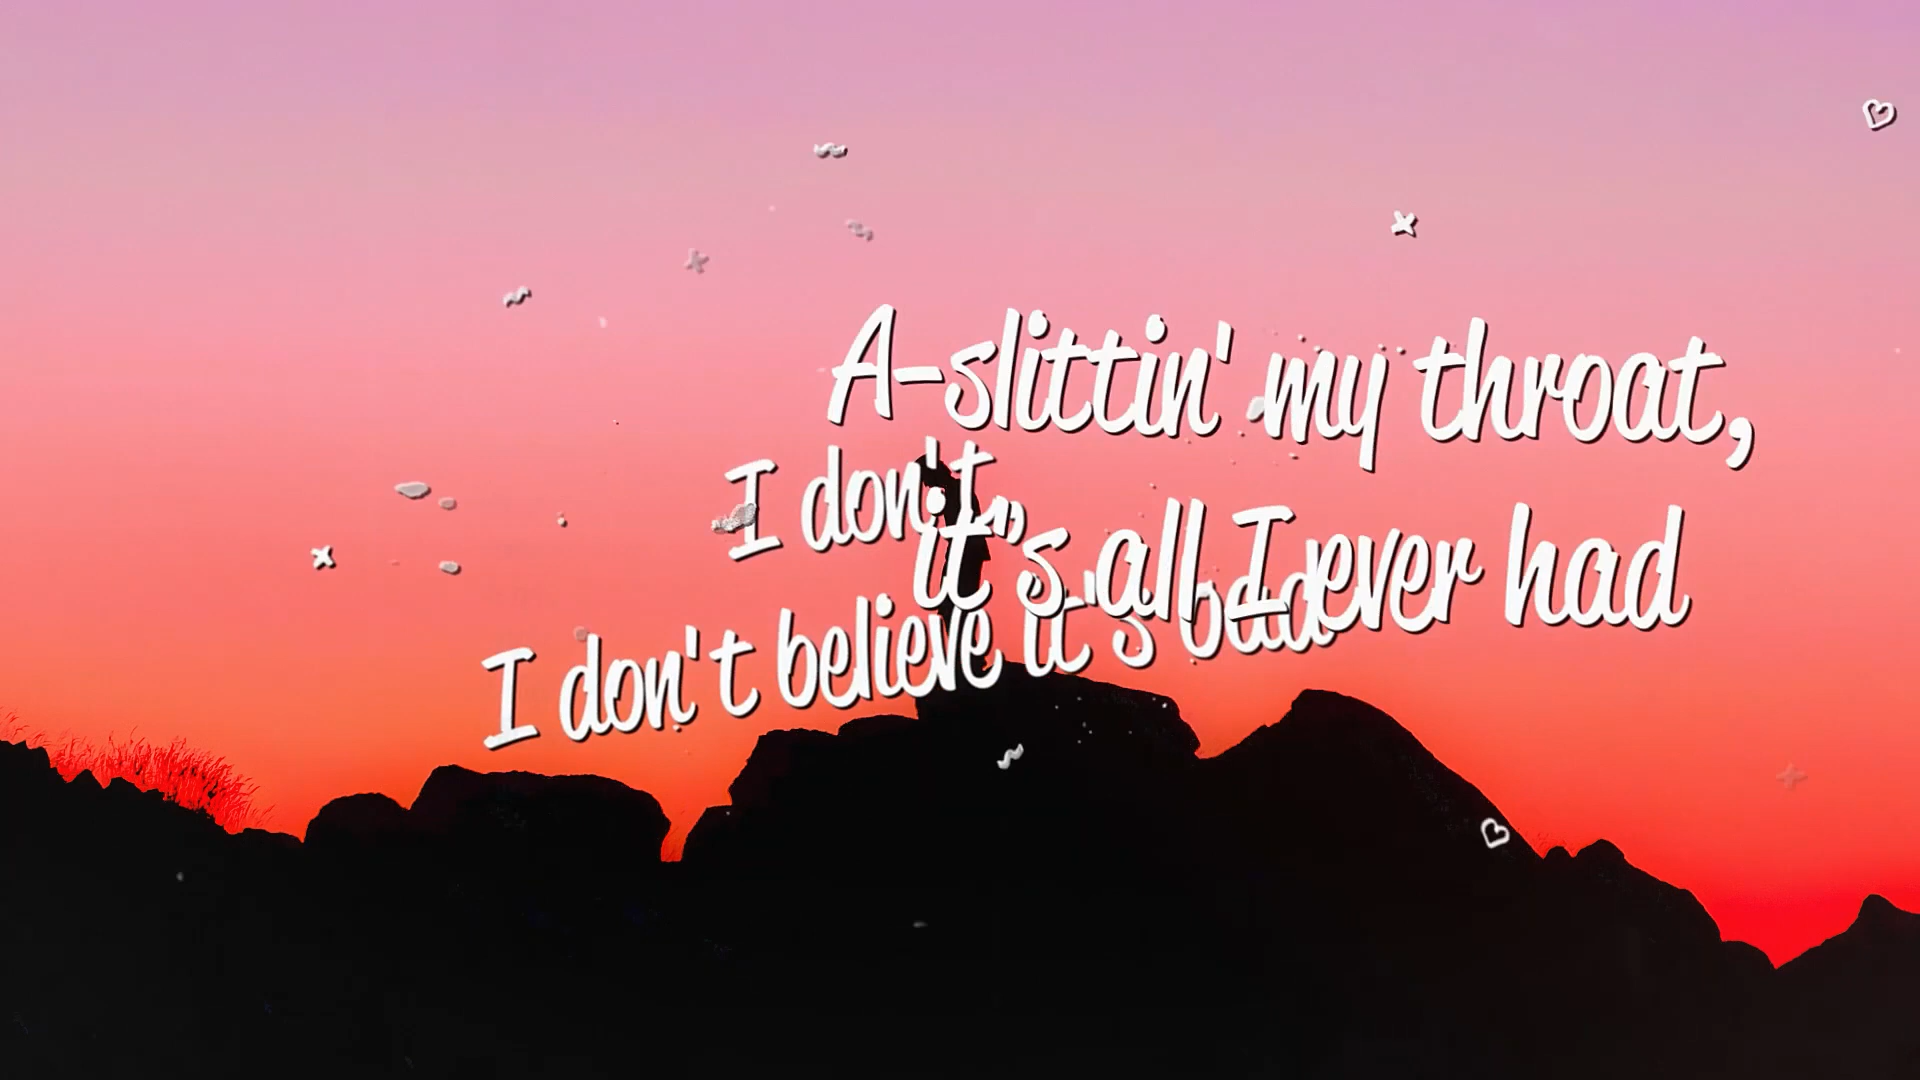 A-slittin' my throat,
it's all I ever had
I don't,
I don't believe it's bad